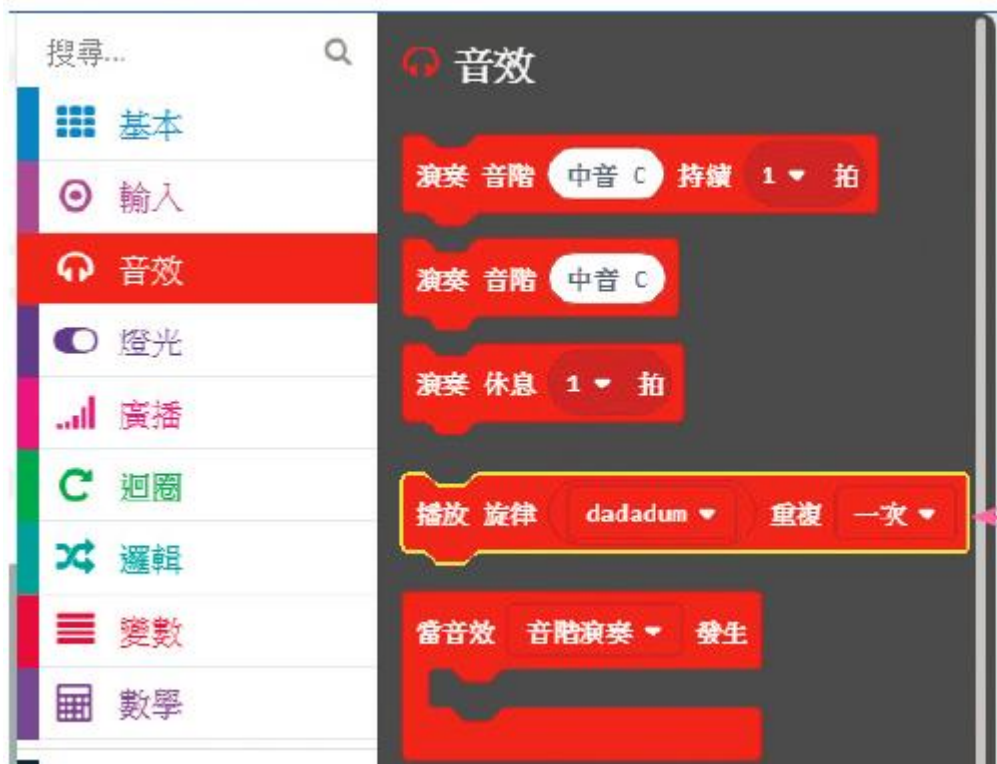 搜尋...
基本
輸入
音效
燈光
廣播
迴圈
邏輯
變數
數學
音效
演奏 音階 中音 C 持續 1 拍
演奏 音階 中音 C
演奏 休息 1 拍
播放 旋律 dadadum 重複 一次
當音效 音階演奏 發生